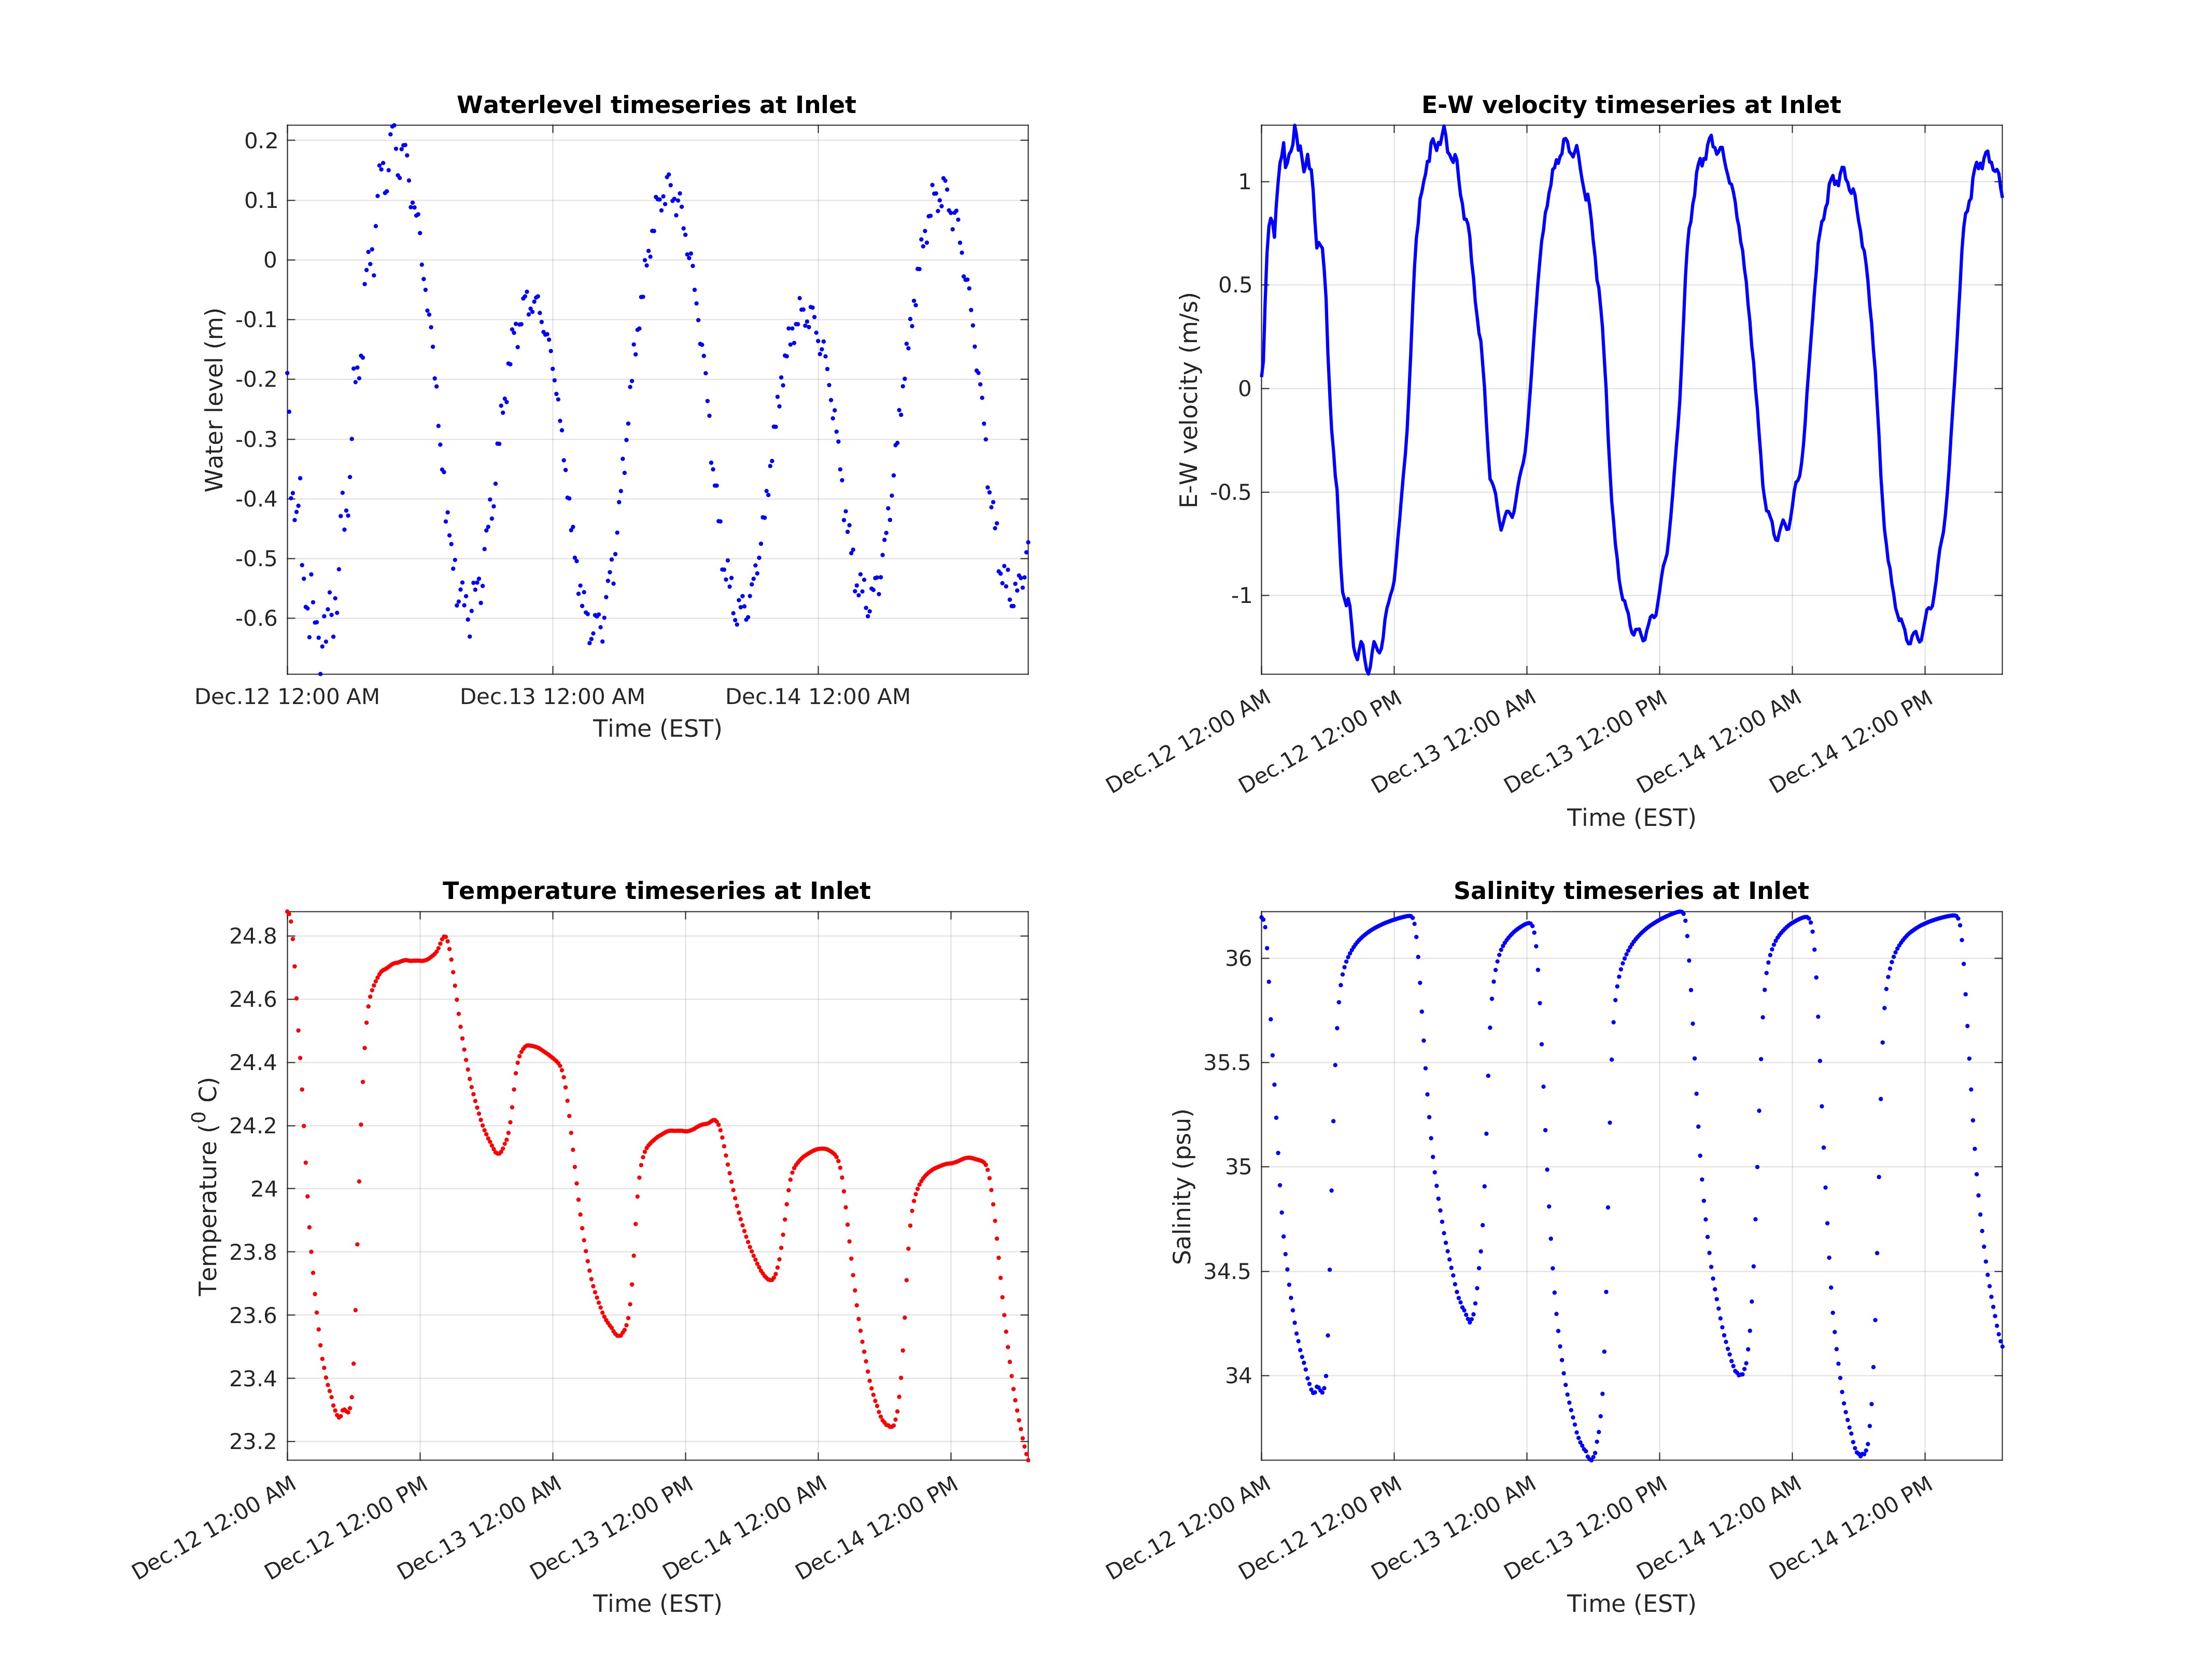 Waterlevel timeseries at Inlet
0.2
0.1
0
-0.1
-0.2
-0.3
-0.4
-0.5
-0.6
Water level (m)
Dec.12 12:00 AM Dec.13 12:00 AM Dec.14 12:00 AM
Time (EST)
E-W velocity timeseries at Inlet
1
0.5
0
-0.5
-1
E-W velocity (m/s)
Dec.12 12:00 AM
Dec.12 12:00 PM
Dec.13 12:00 AM
Dec.13 12:00 PM
Dec.14 12:00 AM
Dec.14 12:00 PM
Time (EST)
Temperature timeseries at Inlet
24.8
24.6
24.4
24.2
24
23.8
23.6
23.4
23.2
Temperature (⁰ C)
Dec.12 12:00 AM
Dec.12 12:00 PM
Dec.13 12:00 AM
Dec.13 12:00 PM
Dec.14 12:00 AM
Dec.14 12:00 PM
Time (EST)
Salinity timeseries at Inlet
36
35.5
35
34.5
34
Salinity (psu)
Dec.12 12:00 AM
Dec.12 12:00 PM
Dec.13 12:00 AM
Dec.13 12:00 PM
Dec.14 12:00 AM
Dec.14 12:00 PM
Time (EST)